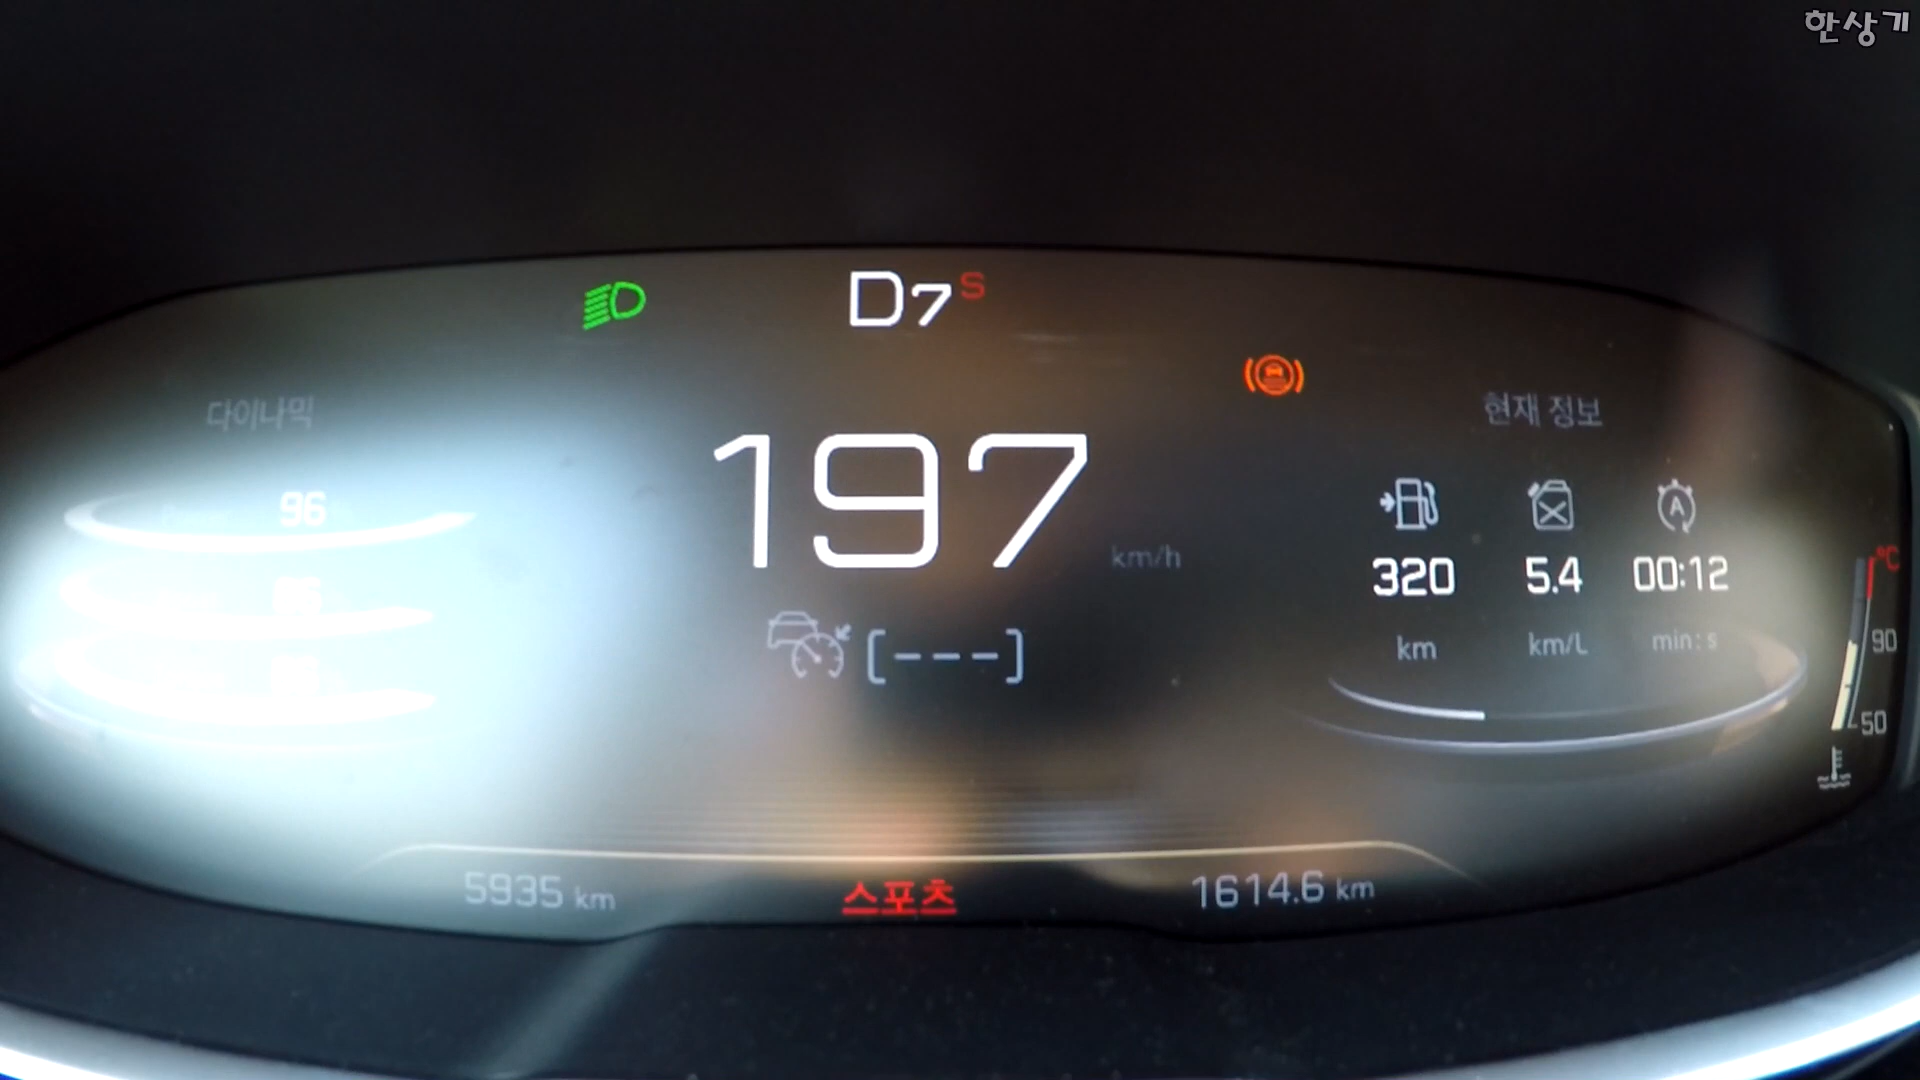 한상기
D7 S
다이나믹
현재 정보
96
197 km/h
320 5.4 00:12
km km/L min:s
[---]
°C
90
50
5935 km
스포츠
1614.6 km